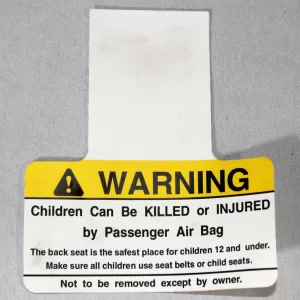 WARNING
Children Can Be KILLED or INJURED
by Passenger Air Bag
The back seat is the safest place for children 12 and under.
Make sure all children use seat belts or child seats.
Not to be removed except by owner.